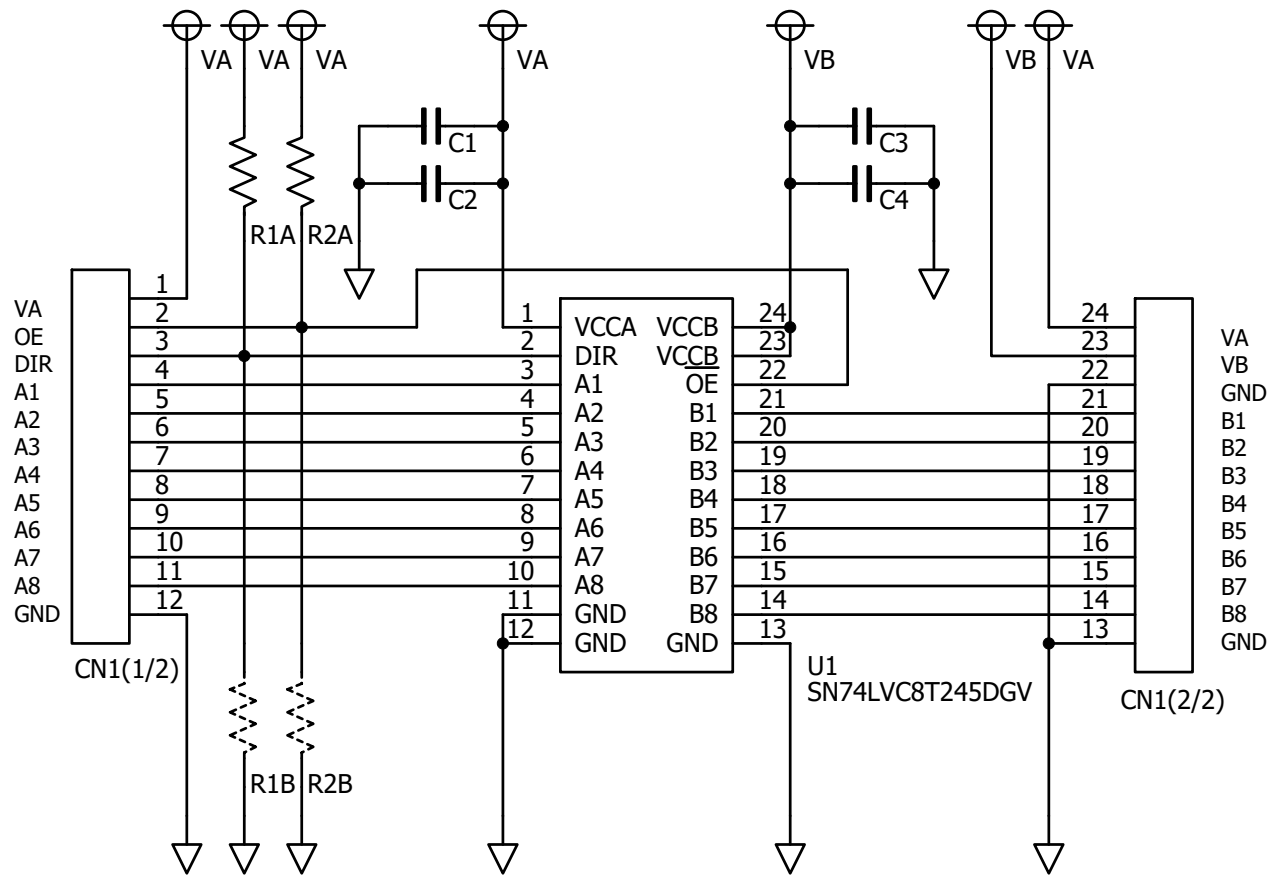 VA VA VA VA VB VB VA
C1 C3
C2 C4
R1A R2A
1
2
3
4
5
6
7
8
9
10
11
12
VA
OE
DIR
A1
A2
A3
A4
A5
A6
A7
A8
GND
CN1(1/2)
R1B R2B
1 VCCA VCCB 24
2 DIR VCCB 23
3 A1 OE 22
4 A2 B1 21
5 A3 B2 20
6 A4 B3 19
7 A5 B4 18
8 A6 B5 17
9 A7 B6 16
10 A8 B7 15
11 GND B8 14
12 GND GND 13
U1
SN74LVC8T245DGV
24
23
22
21
20
19
18
17
16
15
14
13
VA
VB
GND
B1
B2
B3
B4
B5
B6
B7
B8
GND
CN1(2/2)